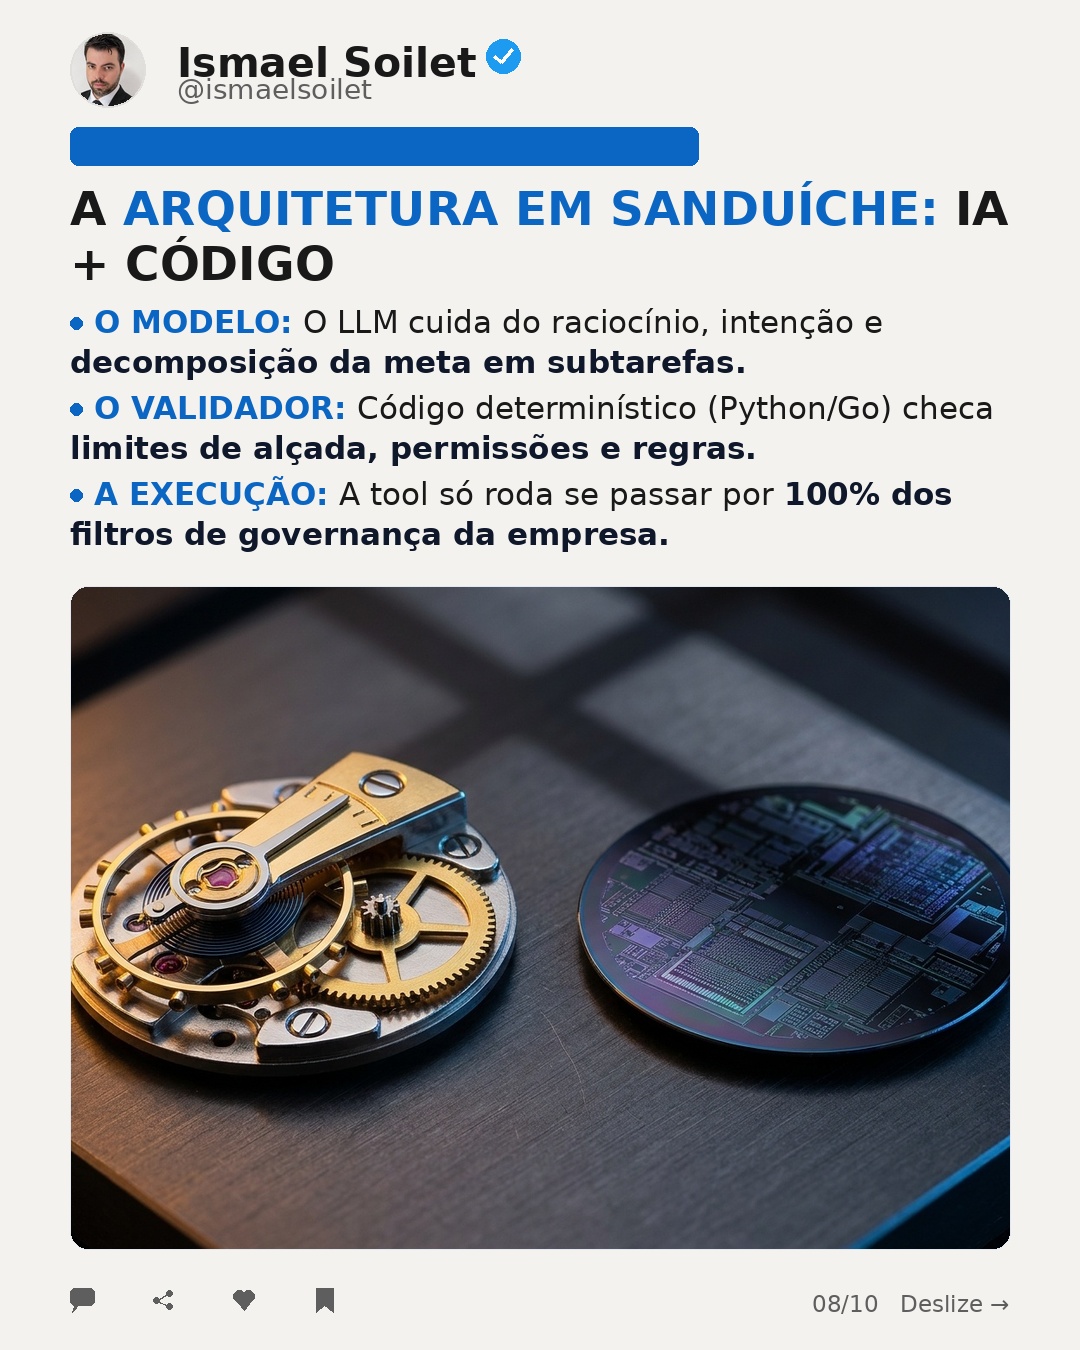 Ismael Soilet
@ismaelsoilet
A ARQUITETURA EM SANDUÍCHE: IA
+ CÓDIGO
• O MODELO: O LLM cuida do raciocínio, intenção e
decomposição da meta em subtarefas.
• O VALIDADOR: Código determinístico (Python/Go) checa
limites de alçada, permissões e regras.
• A EXECUÇÃO: A tool só roda se passar por 100% dos
filtros de governança da empresa.
08/10 Deslize →